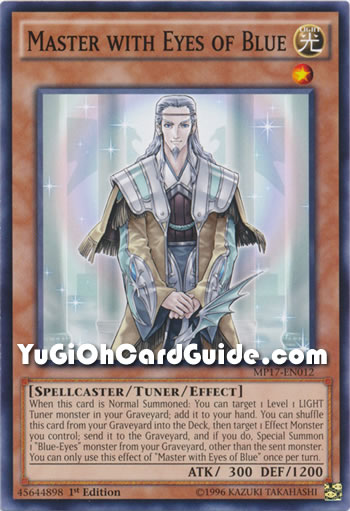 Master with Eyes of Blue
LIGHT
光
YuGiOhCardGuide.com
MP17-EN012
[Spellcaster/Tuner/Effect]
When this card is Normal Summoned: You can target 1 Level 1 LIGHT
Tuner monster in your Graveyard; add it to your hand. You can shuffle
this card from your Graveyard into the Deck, then target 1 Effect Monster
you control; send it to the Graveyard, and if you do, Special Summon
1 "Blue-Eyes" monster from your Graveyard, other than the sent monster.
You can only use this effect of "Master with Eyes of Blue" once per turn.
ATK/ 300 DEF/1200
45644898 1st Edition ©1996 KAZUKI TAKAHASHI